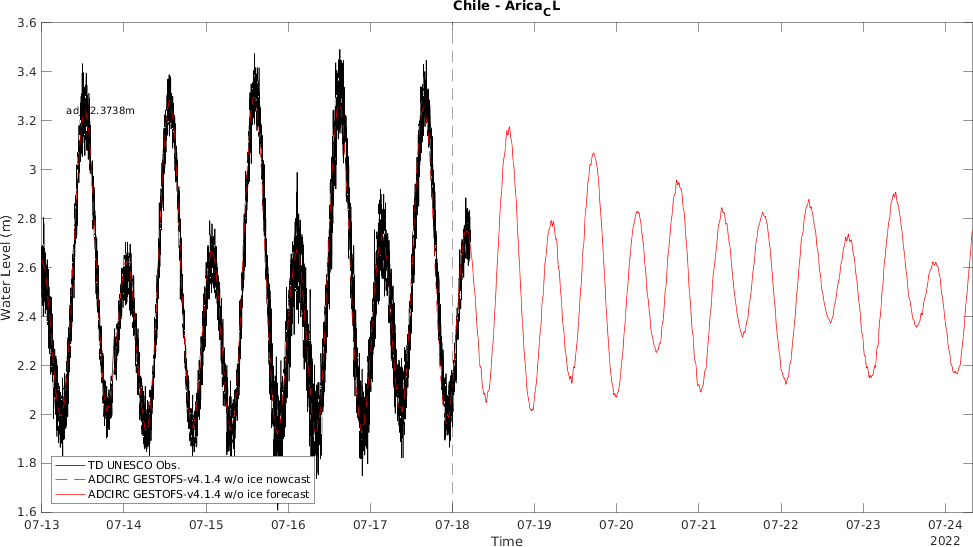 Chile - Arica_CL
3.6
3.4
3.2
3
2.8
2.6
2.4
2.2
2
1.8
1.6
Water Level (m)
2.3738m
TD UNESCO Obs.
ADCIRC GESTOFS-v4.1.4 w/o ice nowcast
ADCIRC GESTOFS-v4.1.4 w/o ice forecast
07-13 07-14 07-15 07-16 07-17 07-18 07-19 07-20 07-21 07-22 07-23 07-24
Time
2022